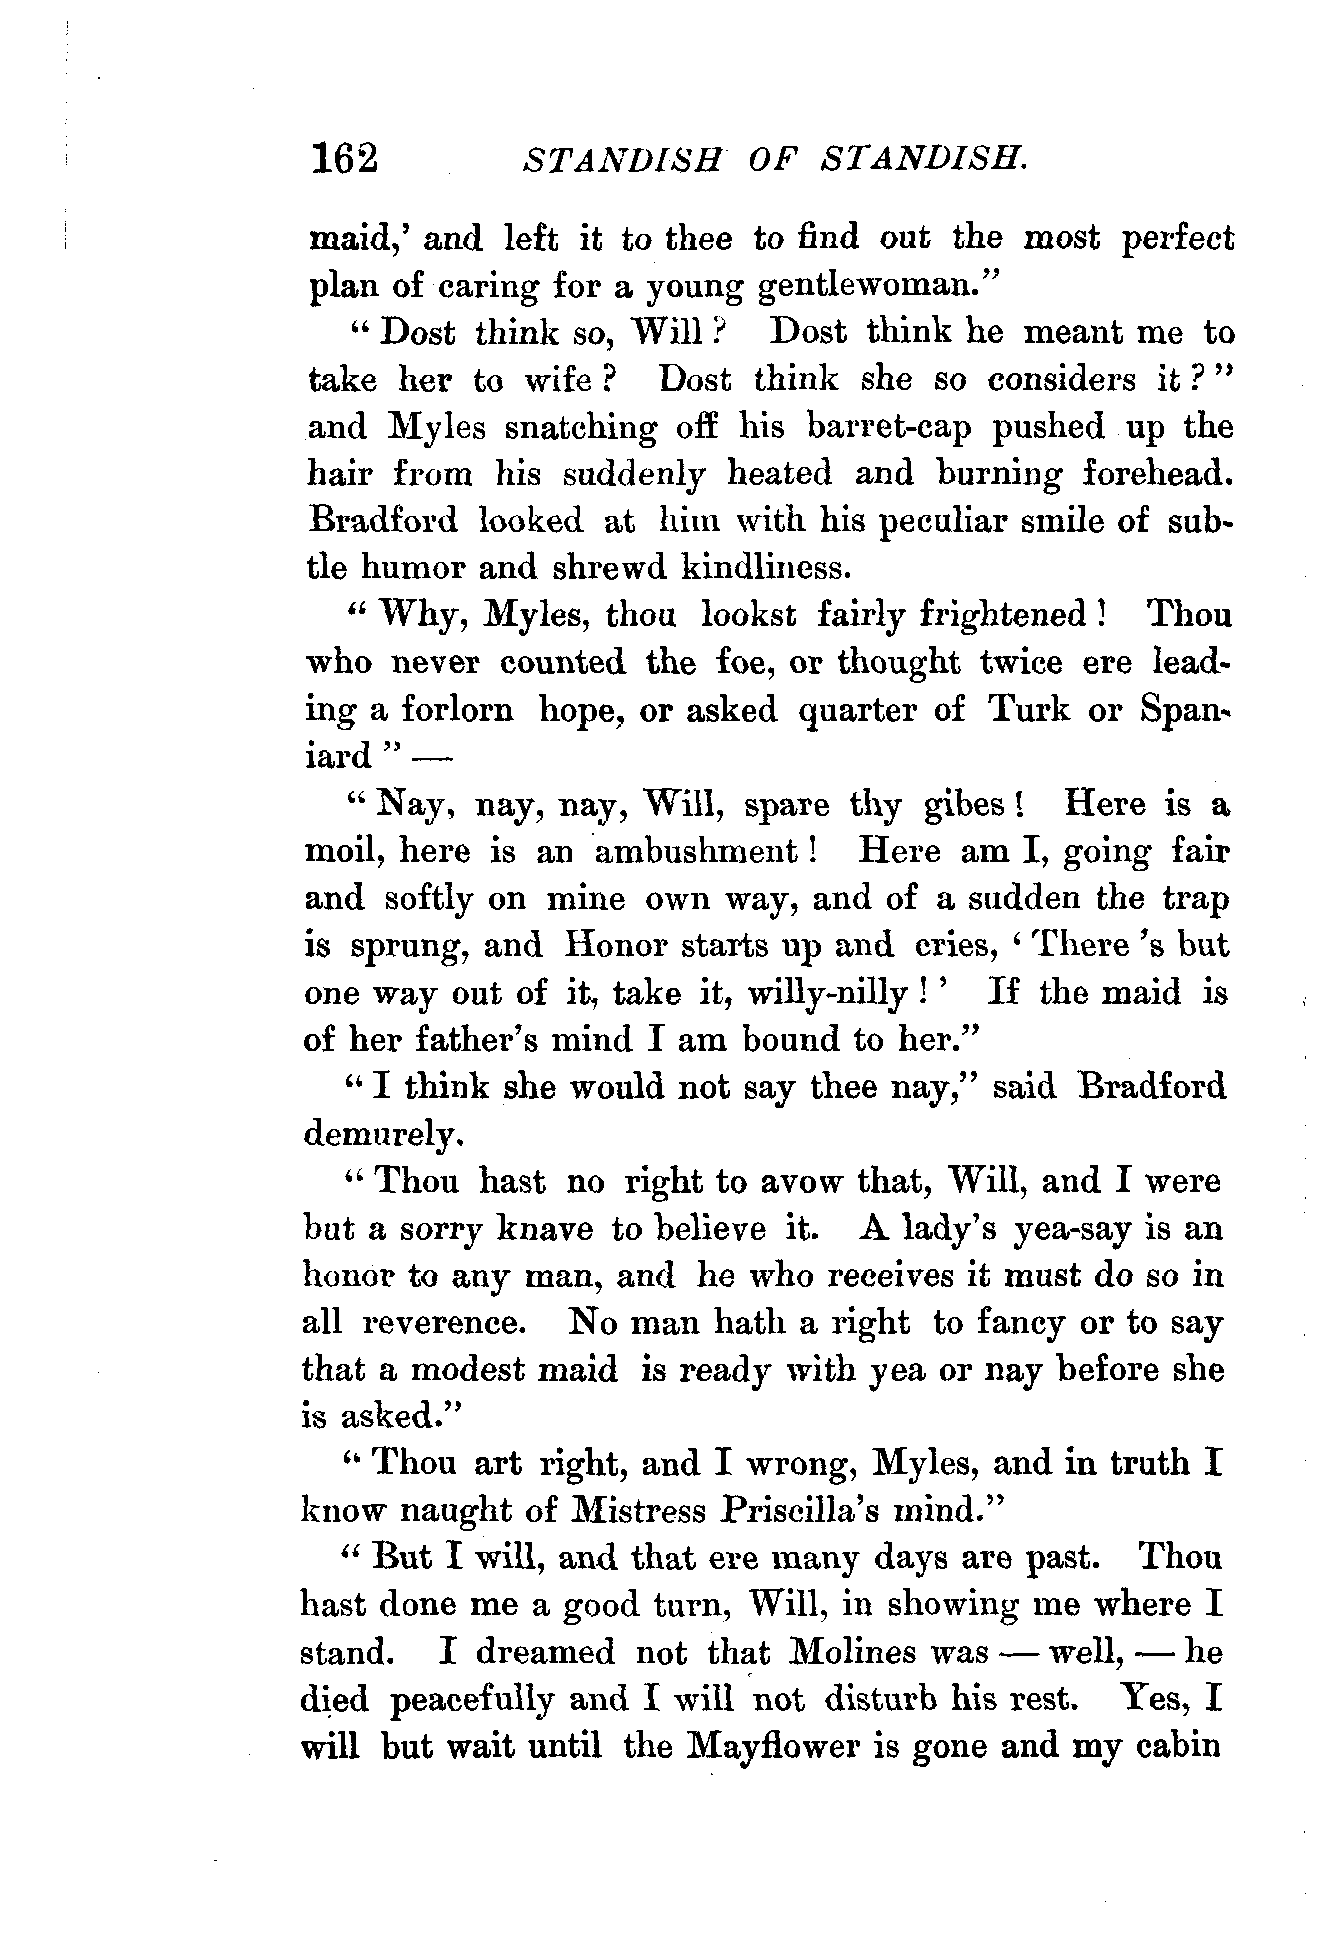 162 STANDISH OF STANDISH.
maid,' and left it to thee to find out the most perfect
plan of caring for a young gentlewoman."
"Dost think so, Will? Dost think he meant me to
take her to wife? Dost think she so considers it?"
and Myles snatching off his barret-cap pushed up the
hair from his suddenly heated and burning forehead.
Bradford looked at him with his peculiar smile of sub-
tle humor and shrewd kindliness.
"Why, Myles, thou lookst fairly frightened! Thou
who never counted the foe, or thought twice ere lead-
ing a forlorn hope, or asked quarter of Turk or Span-
iard" —
"Nay, nay, nay, Will, spare thy gibes! Here is a
moil, here is an ambushment! Here am I, going fair
and softly on mine own way, and of a sudden the trap
is sprung, and Honor starts up and cries, 'There 's but
one way out of it, take it, willy-nilly!' If the maid is
of her father's mind I am bound to her."
"I think she would not say thee nay," said Bradford
demurely.
"Thou hast no right to avow that, Will, and I were
but a sorry knave to believe it. A lady's yea-say is an
honor to any man, and he who receives it must do so in
all reverence. No man hath a right to fancy or to say
that a modest maid is ready with yea or nay before she
is asked."
"Thou art right, and I wrong, Myles, and in truth I
know naught of Mistress Priscilla's mind."
"But I will, and that ere many days are past. Thou
hast done me a good turn, Will, in showing me where I
stand. I dreamed not that Molines was — well, — he
died peacefully and I will not disturb his rest. Yes, I
will but wait until the Mayflower is gone and my cabin